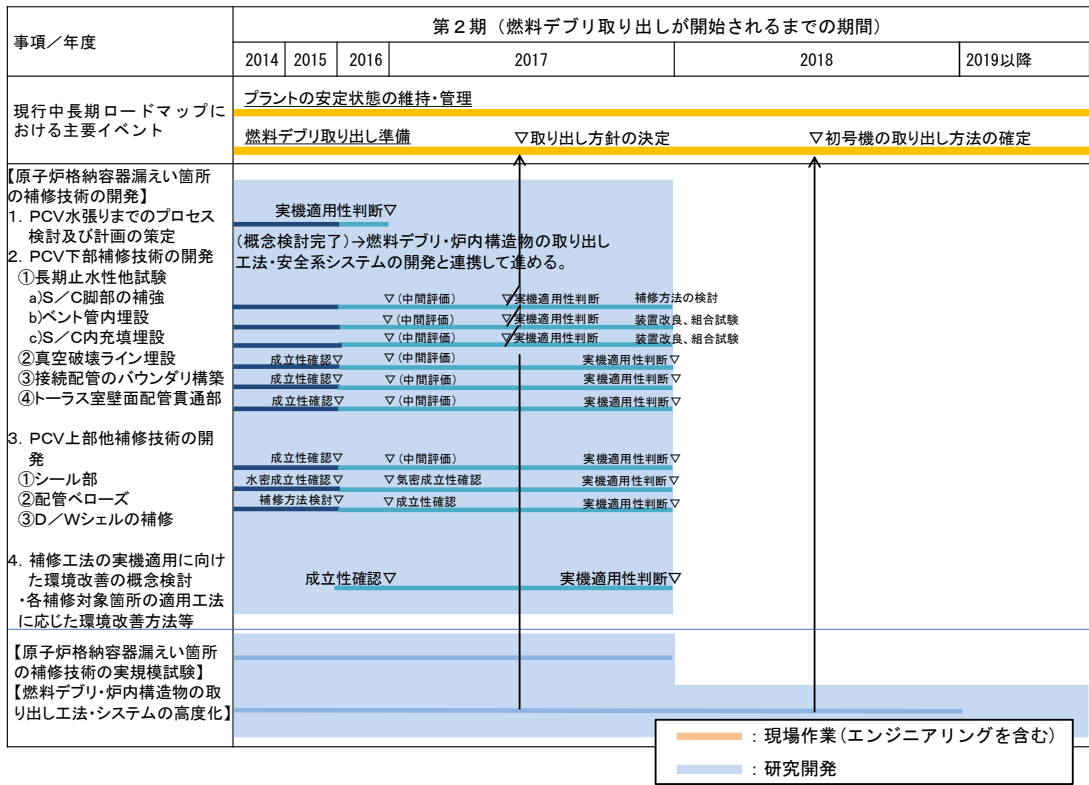 事項／年度
第２期（燃料デブリ取り出しが開始されるまでの期間）
2014 2015 2016 2017 2018 2019以降
現行中長期ロードマップに
おける主要イベント
プラントの安定状態の維持・管理
燃料デブリ取り出し準備 ▽取り出し方針の決定 ▽初号機の取り出し方法の確定
【原子炉格納容器漏えい箇所
の補修技術の開発】
1. PCV水張りまでのプロセス
検討及び計画の策定
実機適用性判断▽
(概念検討完了)→燃料デブリ・炉内構造物の取り出し
工法・安全系システムの開発と連携して進める。
2. PCV下部補修技術の開発
①長期止水性他試験
a)S／C脚部の補強
▽(中間評価) ▽実機適用性判断 補修方法の検討
b)ベント管内埋設
▽(中間評価) ▽実機適用性判断 装置改良、組合試験
c)S／C内充填埋設
▽(中間評価) ▽実機適用性判断 装置改良、組合試験
②真空破壊ライン埋設
成立性確認▽ ▽(中間評価) 実機適用性判断▽
③接続配管のバウンダリ構築
成立性確認▽ ▽(中間評価) 実機適用性判断▽
④トーラス室壁面配管貫通部
成立性確認▽ ▽(中間評価) 実機適用性判断▽
3. PCV上部他補修技術の開
発
成立性確認▽ ▽(中間評価) 実機適用性判断▽
①シール部
水密成立性確認▽ ▽気密成立性確認 実機適用性判断▽
②配管ベローズ
補修方法検討▽ ▽成立性確認 実機適用性判断▽
③D／Wシェルの補修
4. 補修工法の実機適用に向け
た環境改善の概念検討
成立性確認▽ 実機適用性判断▽
・各補修対象箇所の適用工法
に応じた環境改善方法等
【原子炉格納容器漏えい箇所
の補修技術の実規模試験】
【燃料デブリ・炉内構造物の取
り出し工法・システムの高度化】
：現場作業(エンジニアリングを含む)
：研究開発